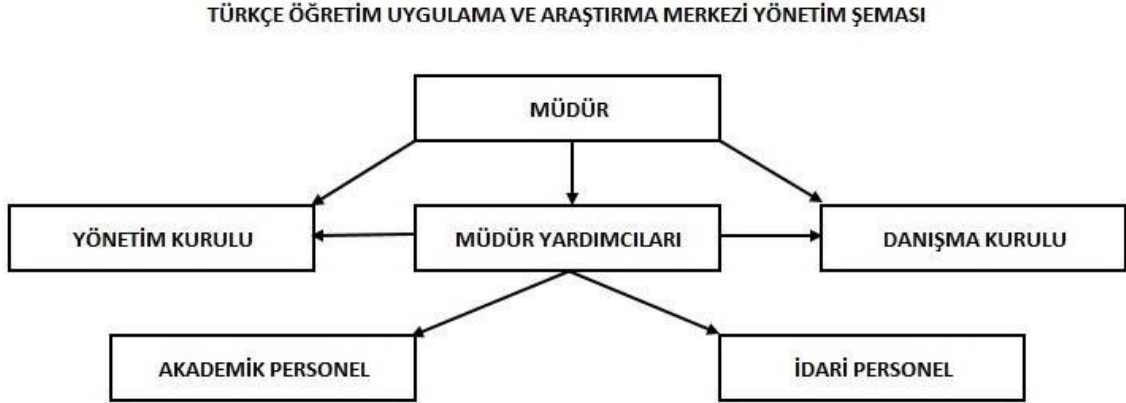 TÜRKÇE ÖĞRETİM UYGULAMA VE ARAŞTIRMA MERKEZİ YÖNETİM ŞEMASI
MÜDÜR
YÖNETİM KURULU
MÜDÜR YARDIMCILARI
DANIŞMA KURULU
AKADEMİK PERSONEL
İDARİ PERSONEL